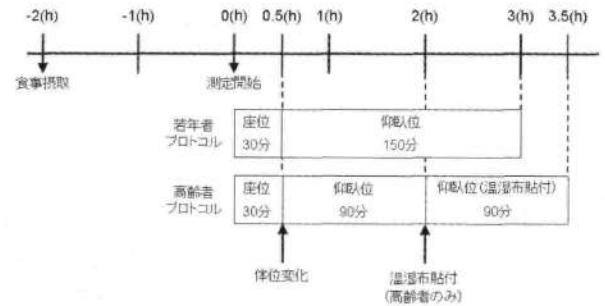 -2(h) -1(h) 0(h) 0.5(h) 1(h) 2(h) 3(h) 3.5(h)
食事摂取 測定開始
若年者 プロトコル
座位 30分
仰臥位 150分
高齢者 プロトコル
座位 30分
仰臥位 90分
仰臥位(温湿布貼付) 90分
体位変化
温湿布貼付
(高齢者のみ)